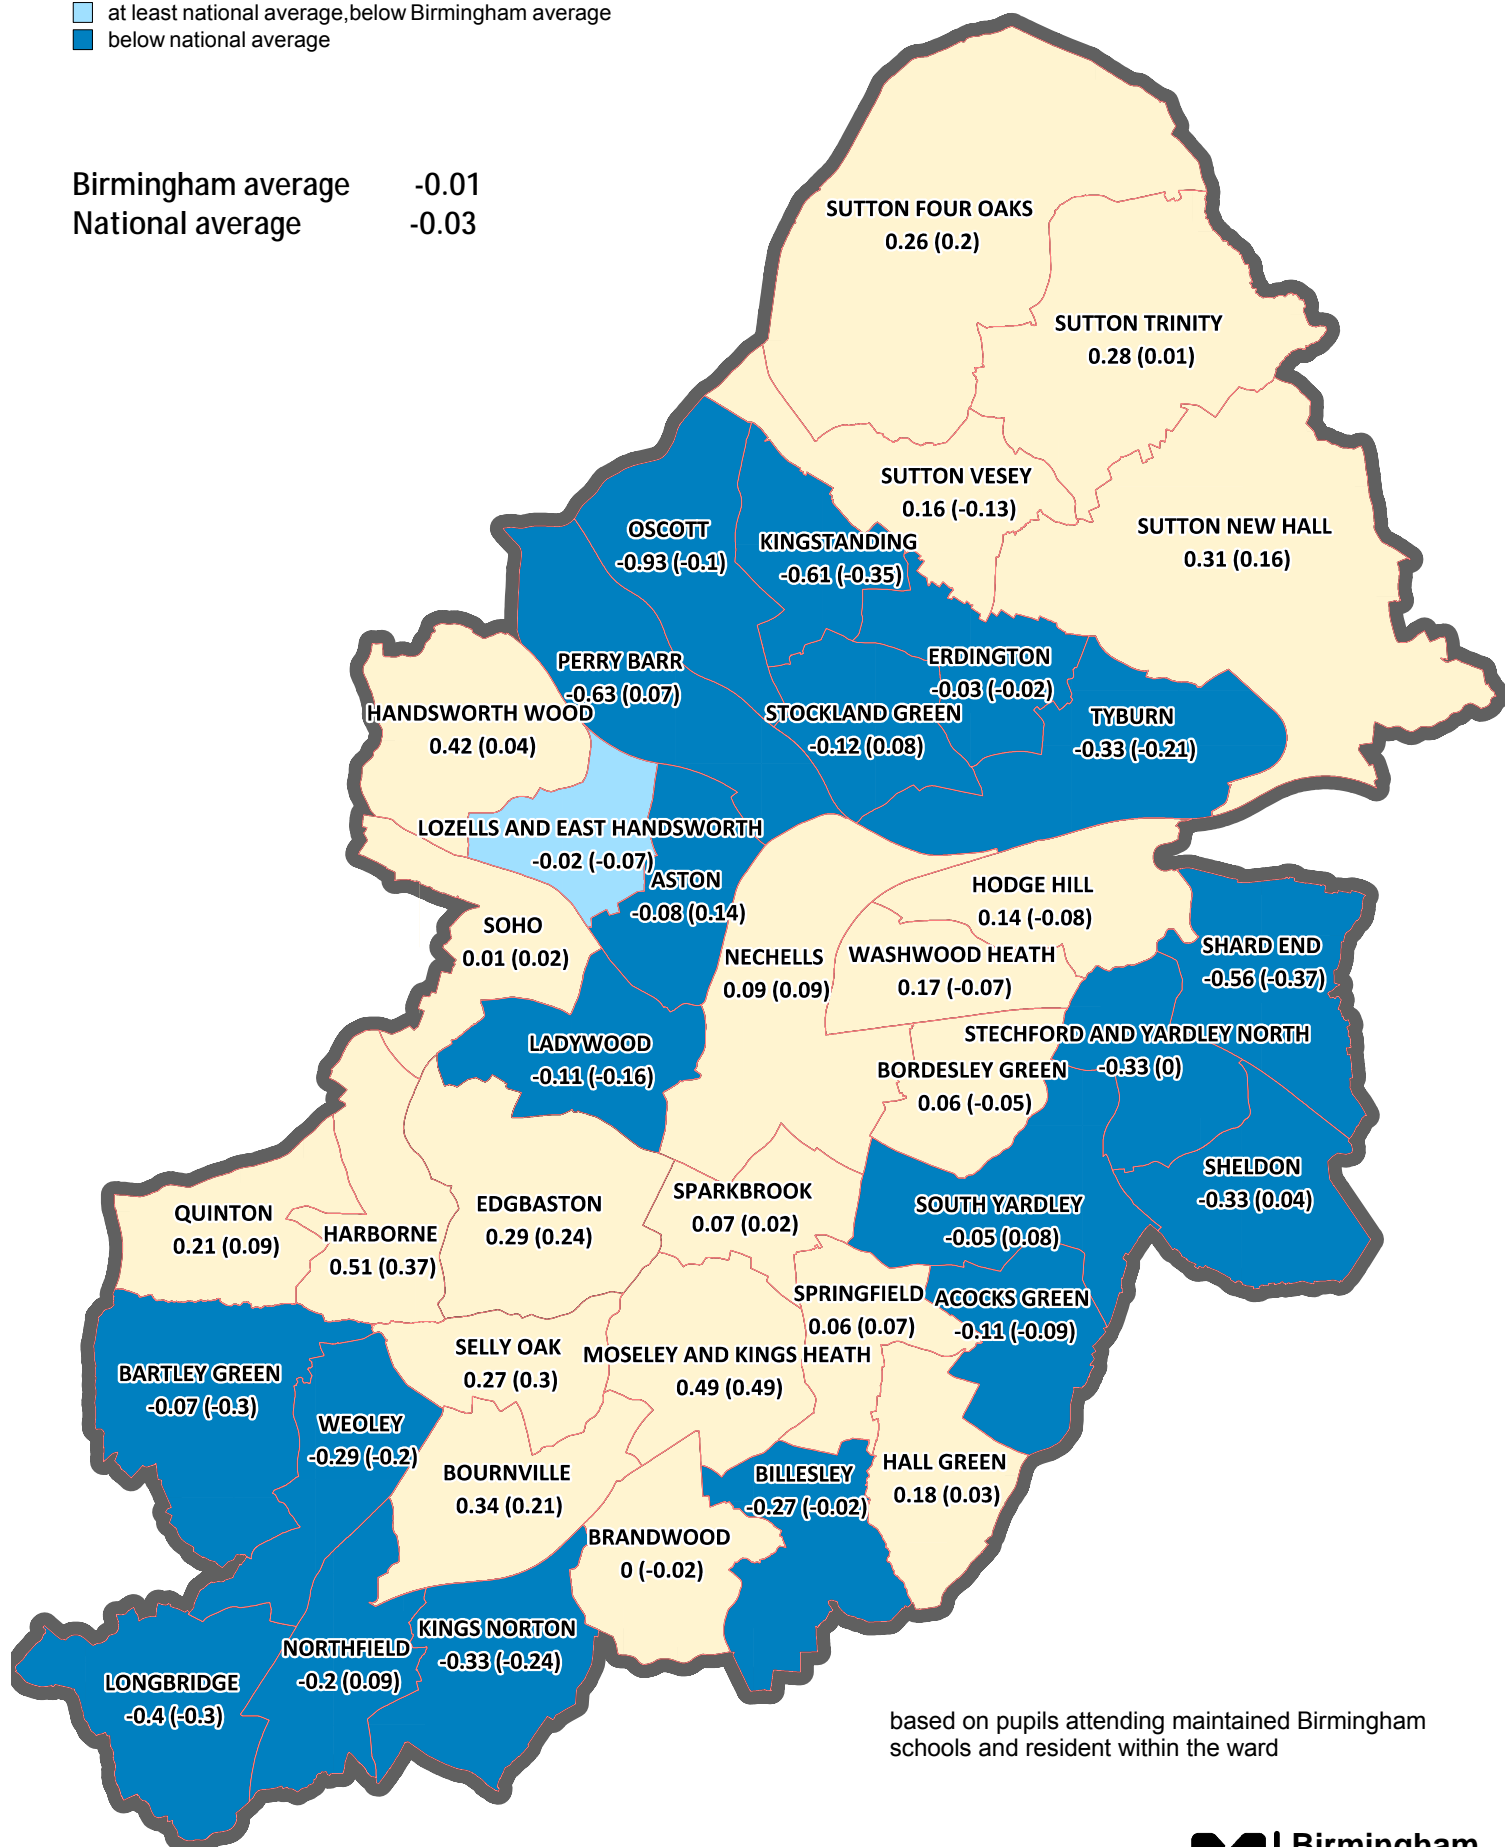 at least national average,below Birmingham average
below national average
Birmingham average -0.01
National average -0.03
SUTTON FOUR OAKS
0.26 (0.2)
SUTTON TRINITY
0.28 (0.01)
SUTTON VESEY
0.16 (-0.13)
SUTTON NEW HALL
0.31 (0.16)
OSCOTT
-0.93 (-0.1)
KINGSTANDING
-0.61 (-0.35)
ERDINGTON
-0.03 (-0.02)
PERRY BARR
-0.63 (0.07)
HANDSWORTH WOOD
0.42 (0.04)
STOCKLAND GREEN
-0.12 (0.08)
TYBURN
-0.33 (-0.21)
LOZELLS AND EAST HANDSWORTH
-0.02 (-0.07)
ASTON
-0.08 (0.14)
HODGE HILL
0.14 (-0.08)
SOHO
0.01 (0.02)
NECHELLS
0.09 (0.09)
WASHWOOD HEATH
0.17 (-0.07)
SHARD END
-0.56 (-0.37)
LADYWOOD
-0.11 (-0.16)
STECHFORD AND YARDLEY NORTH
-0.33 (0)
BORDESLEY GREEN
0.06 (-0.05)
SHELDON
-0.33 (0.04)
QUINTON
0.21 (0.09)
HARBORNE
0.51 (0.37)
EDGBASTON
0.29 (0.24)
SPARKBROOK
0.07 (0.02)
SOUTH YARDLEY
-0.05 (0.08)
SPRINGFIELD
0.06 (0.07)
ACOCKS GREEN
-0.11 (-0.09)
BARTLEY GREEN
-0.07 (-0.3)
SELLY OAK
0.27 (0.3)
MOSELEY AND KINGS HEATH
0.49 (0.49)
WEOLEY
-0.29 (-0.2)
BOURNVILLE
0.34 (0.21)
BILLESLEY
-0.27 (-0.02)
HALL GREEN
0.18 (0.03)
BRANDWOOD
0 (-0.02)
KINGS NORTON
-0.33 (-0.24)
NORTHFIELD
-0.2 (0.09)
LONGBRIDGE
-0.4 (-0.3)
based on pupils attending maintained Birmingham
schools and resident within the ward
Birmingham